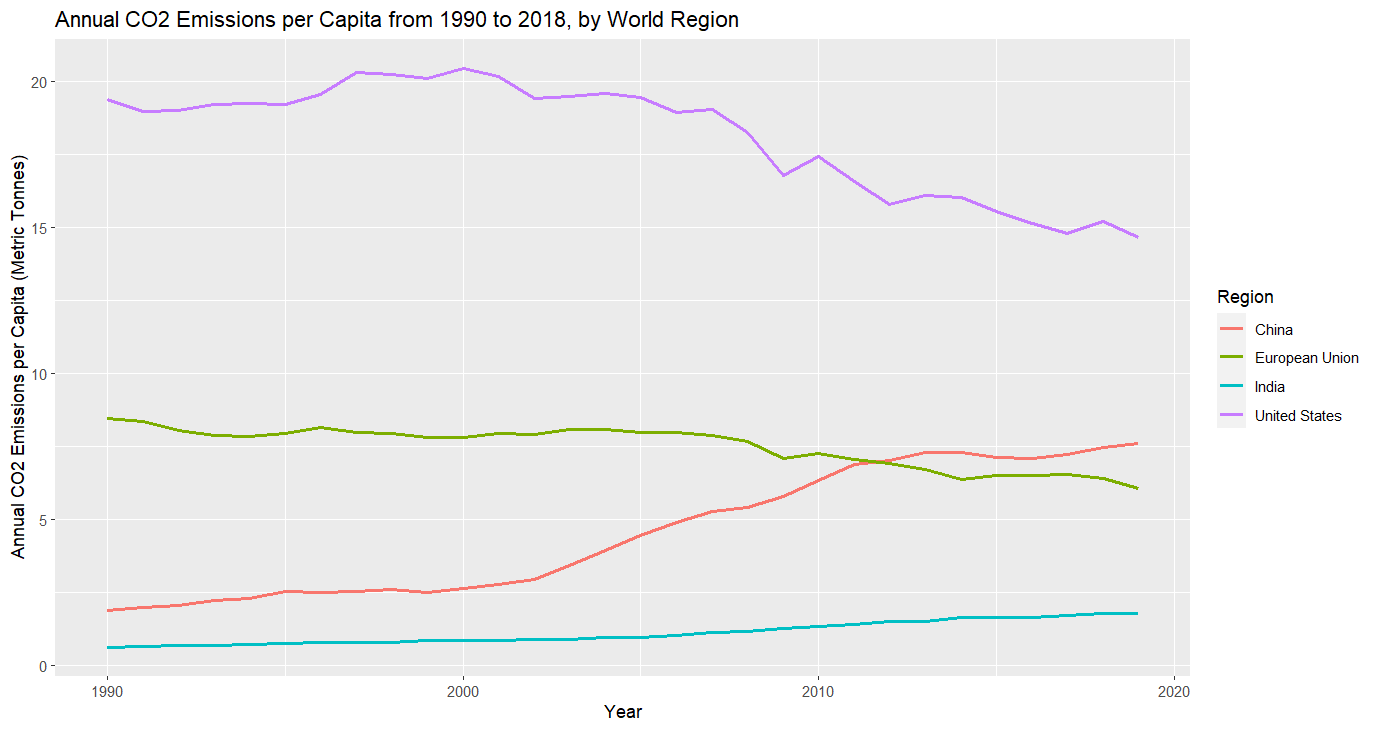 Annual CO2 Emissions per Capita from 1990 to 2018, by World Region
Annual CO2 Emissions per Capita (Metric Tonnes)
20
15
10
5
0
1990
2000
2010
2020
Year
Region
China
European Union
India
United States